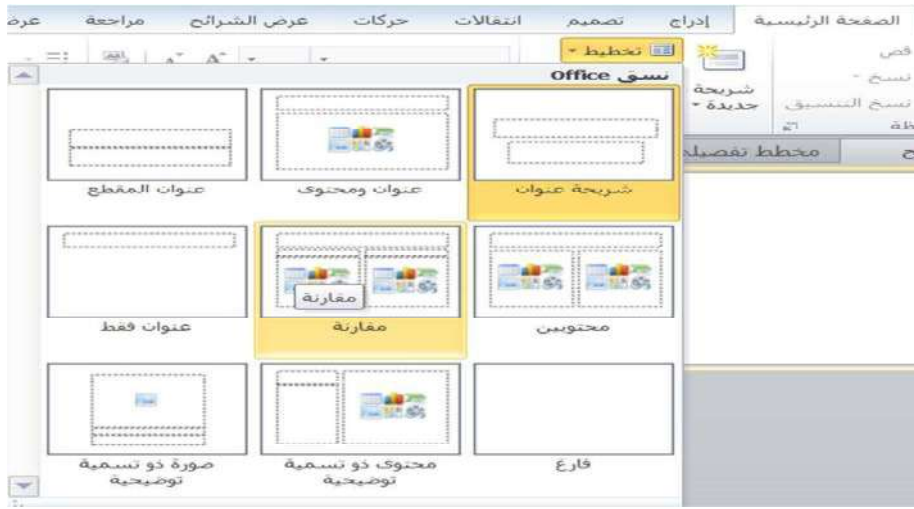 الصفحة الرئيسية إدراج تصميم انتقالات حركات عرض الشرائح مراجعة
قص
نسخ
نسخ التنسيق
شريحة
جديدة
تخطيط
نسق Office
مخطط تفصيلي
شريحة عنوان
عنوان ومحتوى
عنوان المقطع
محتويين
مقارنة
مقارنة
عنوان فقط
فارغ
محتوى ذو تسمية
توضيحية
صورة ذو تسمية
توضيحية